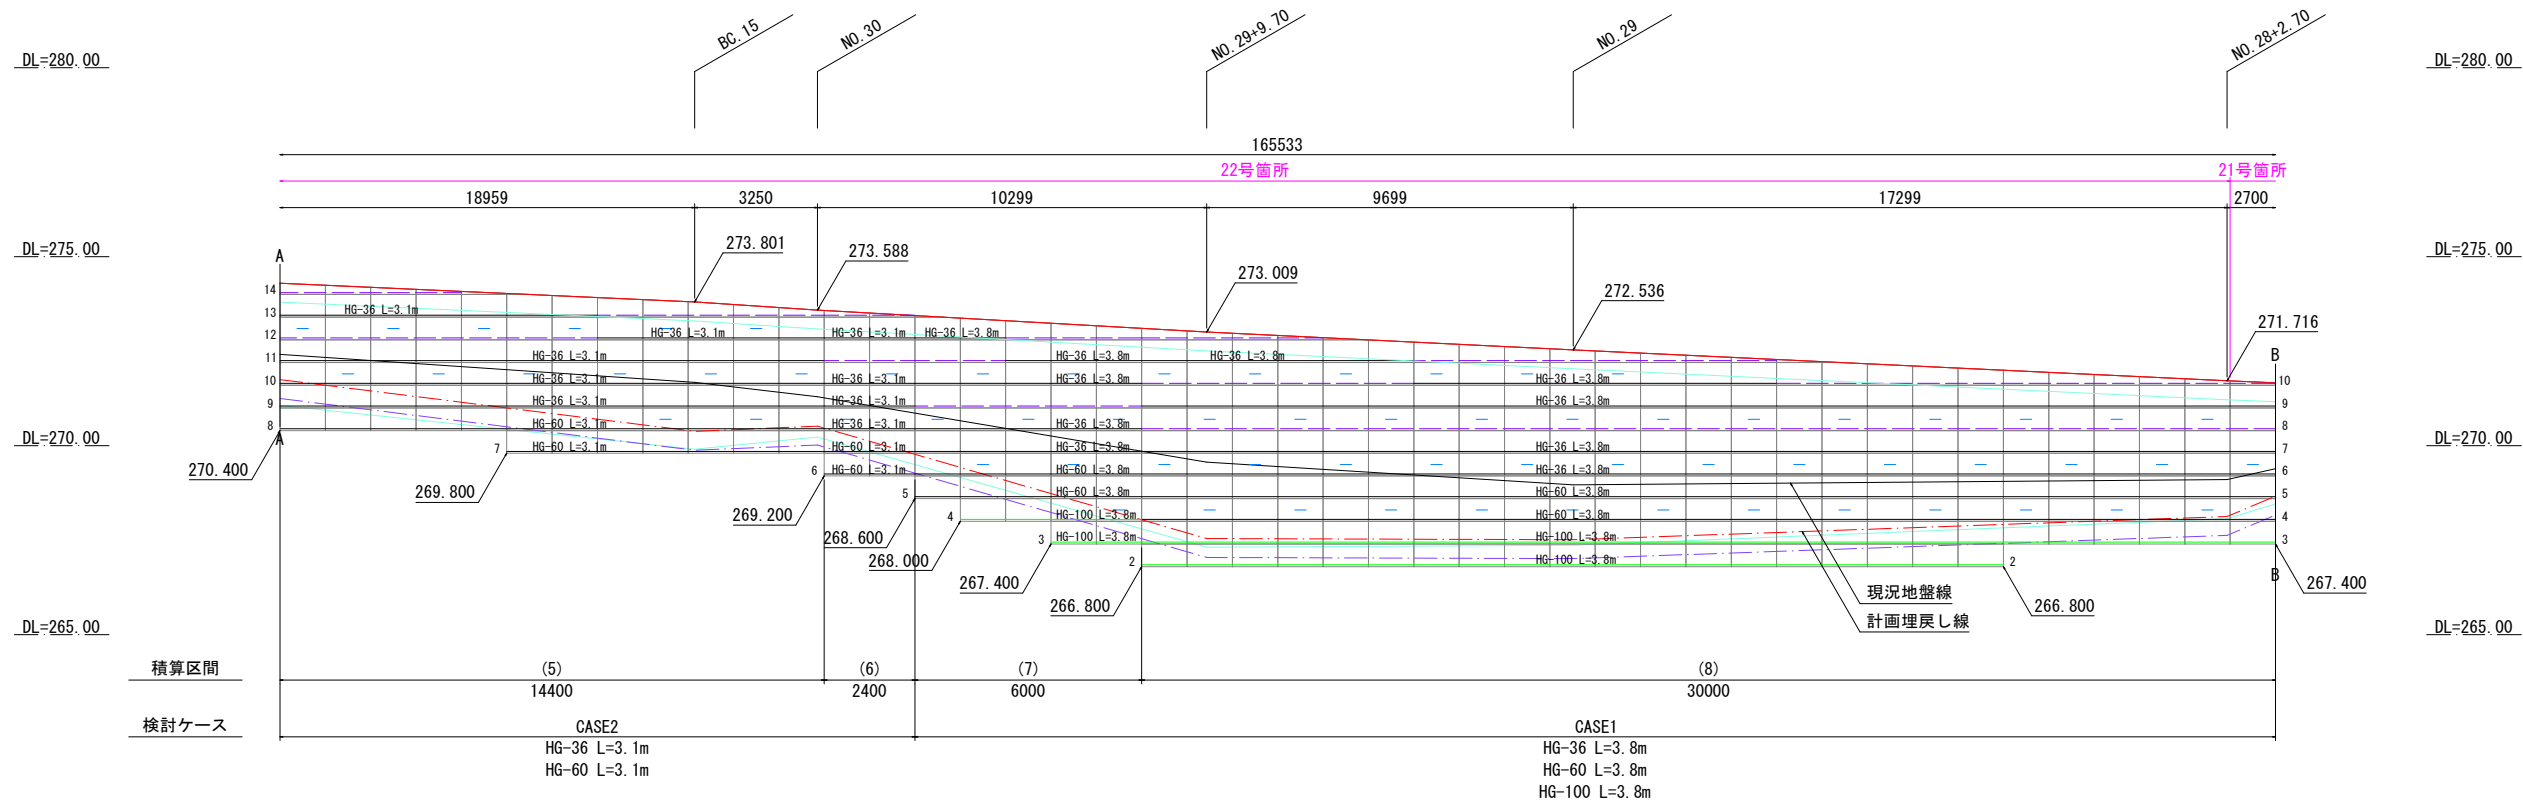 BC.15
NO.30
NO.29+9.70
NO.29
NO.28+2.70
DL=280.00
DL=280.00
165533
22号箇所
21号箇所
18959
3250
10299
9699
17299
2700
DL=275.00
DL=275.00
273.801
273.588
273.009
272.536
271.716
A
B
14
13
12
11
10
9
8
HG-36 L=3.1m
HG-36 L=3.1m
HG-36 L=3.1m
HG-36 L=3.8m
HG-36 L=3.1m
HG-36 L=3.8m
HG-36 L=3.8m
HG-36 L=3.1m
HG-36 L=3.1m
HG-36 L=3.8m
HG-36 L=3.8m
10
HG-36 L=3.1m
HG-36 L=3.1m
HG-36 L=3.8m
9
HG-60 L=3.1m
HG-36 L=3.1m
HG-36 L=3.8m
8
A
DL=270.00
DL=270.00
7
HG-60 L=3.1m
HG-60 L=3.1m
HG-36 L=3.8m
HG-36 L=3.8m
7
270.400
6
HG-60 L=3.1m
HG-60 L=3.8m
HG-36 L=3.8m
6
269.800
5
HG-60 L=3.8m
HG-60 L=3.8m
5
269.200
4
HG-100 L=3.8m
HG-60 L=3.8m
4
268.600
3
HG-100 L=3.8m
HG-100 L=3.8m
3
268.000
2
HG-100 L=3.8m
2
B
267.400
267.400
266.800
266.800
現況地盤線
計画埋戻し線
DL=265.00
DL=265.00
積算区間
(5)
(6)
(7)
(8)
14400
2400
6000
30000
検討ケース
CASE2
CASE1
HG-36 L=3.1m
HG-60 L=3.1m
HG-36 L=3.8m
HG-60 L=3.8m
HG-100 L=3.8m